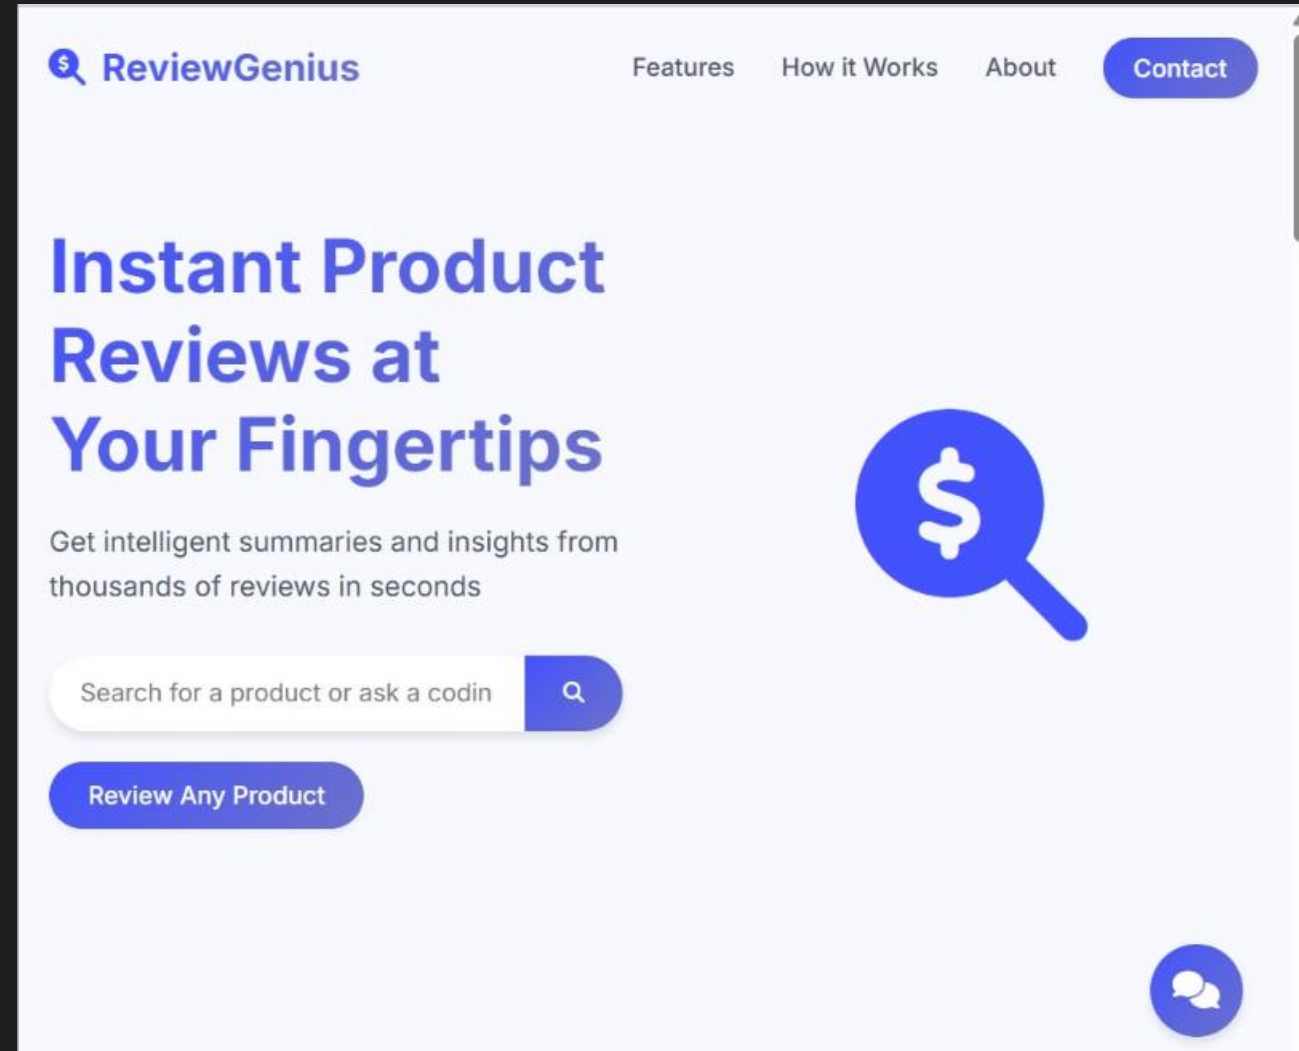 ReviewGenius
Features
How it Works
About
Contact
Instant Product
Reviews at
Your Fingertips
Get intelligent summaries and insights from
thousands of reviews in seconds
Search for a product or ask a codin
Review Any Product
$